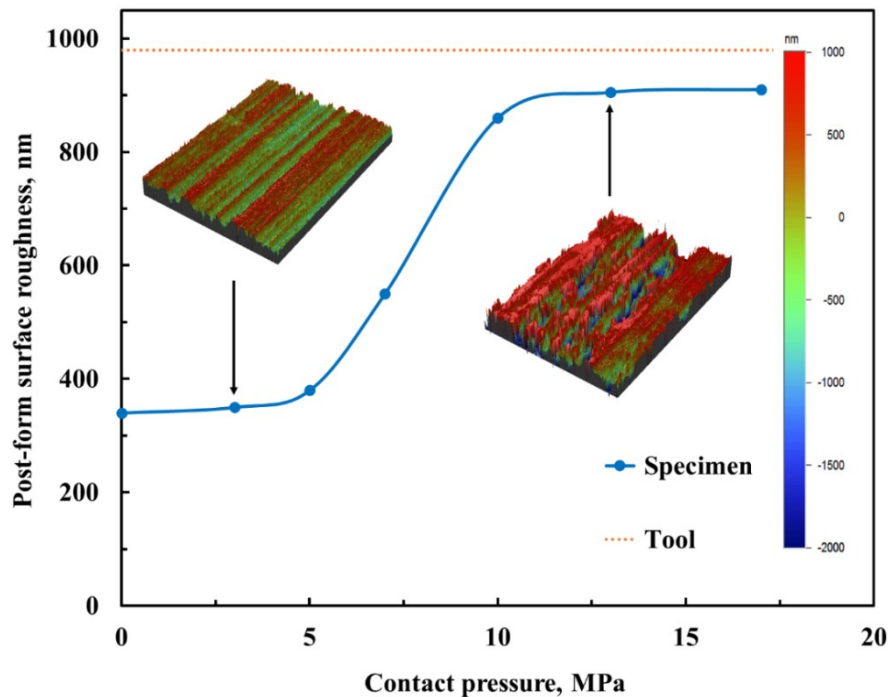 Post-form surface roughness, nm
1000
800
600
400
200
0
0 5 10 15 20
Contact pressure, MPa
Specimen
Tool
nm
1000
500
0
-500
-1000
-1500
-2000